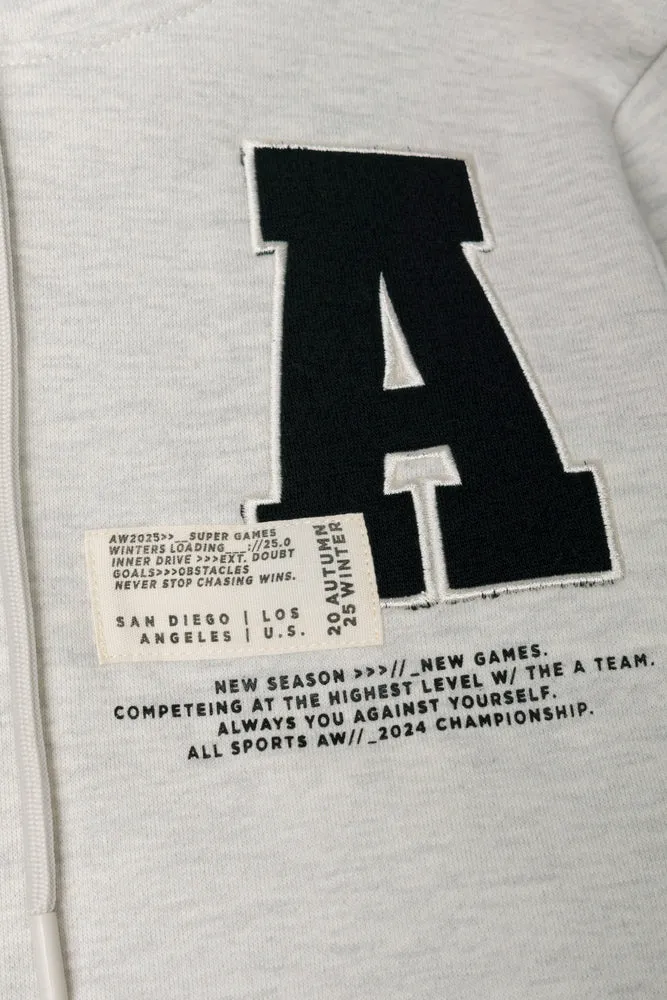 A
AW2025>>__SUPER GAMES
WINTERS LOADING___://25.0
INNER DRIVE >>>EXT. DOUBT
GOALS>>>OBSTACLES
NEVER STOP CHASING WINS.
SAN DIEGO | LOS
ANGELES | U.S.
20 AUTUMN
25 WINTER
NEW SEASON >>>//_NEW GAMES.
COMPETEING AT THE HIGHEST LEVEL W/ THE A TEAM.
ALWAYS YOU AGAINST YOURSELF.
ALL SPORTS AW//_2024 CHAMPIONSHIP.